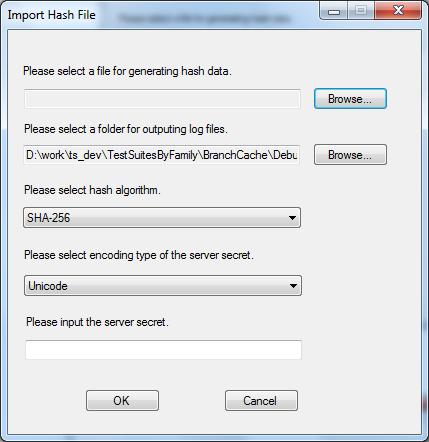 Import Hash File
Please select a file for generating hash data.
Browse...
Please select a folder for outputing log files.
D:\work\ts_dev\TestSuitesByFamily\BranchCache\Debu
Browse...
Please select hash algorithm.
SHA-256
Please select encoding type of the server secret.
Unicode
Please input the server secret.
OK
Cancel